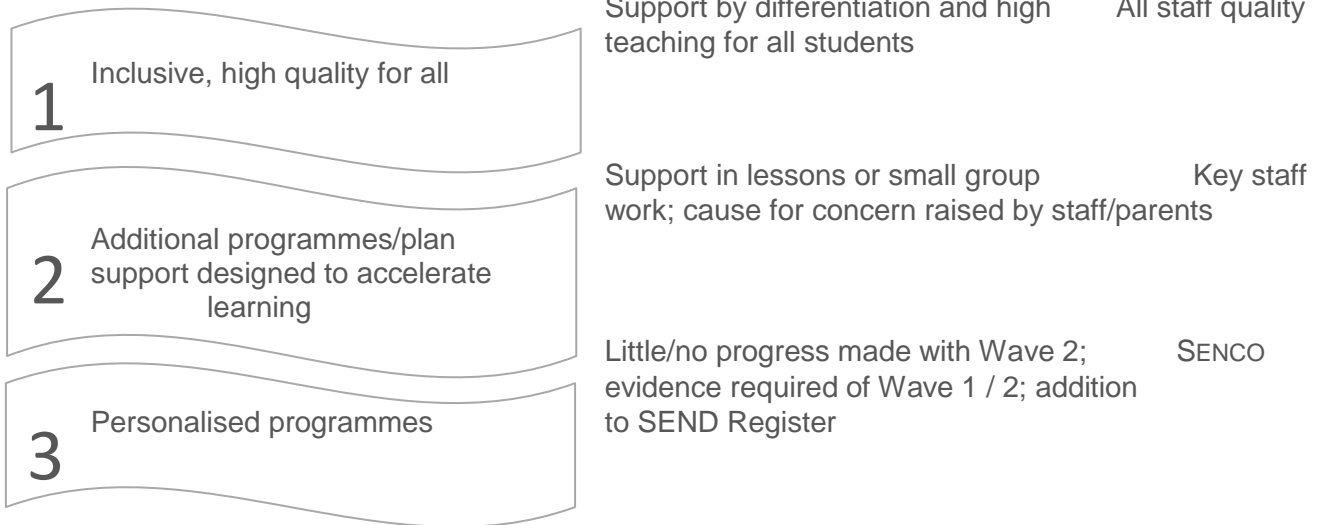 Support by differentiation and high All staff quality
teaching for all students
1 Inclusive, high quality for all
Support in lessons or small group Key staff
work; cause for concern raised by staff/parents
2 Additional programmes/plan
support designed to accelerate
learning
Little/no progress made with Wave 2; SENCO
evidence required of Wave 1 / 2; addition
to SEND Register
3 Personalised programmes